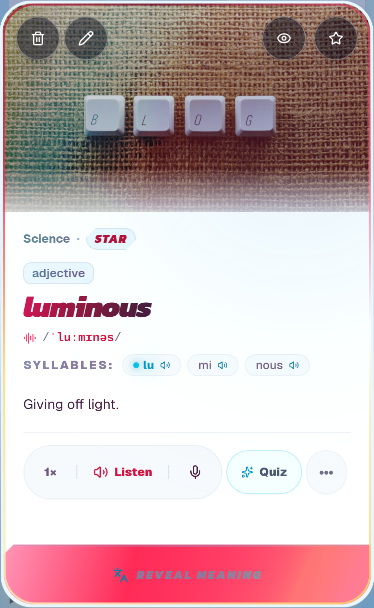 B L O G
Science · STAR
adjective
luminous
/ˈluːmɪnəs/
SYLLABLES: lu mi nous
Giving off light.
1× Listen Quiz
REVEAL MEANING